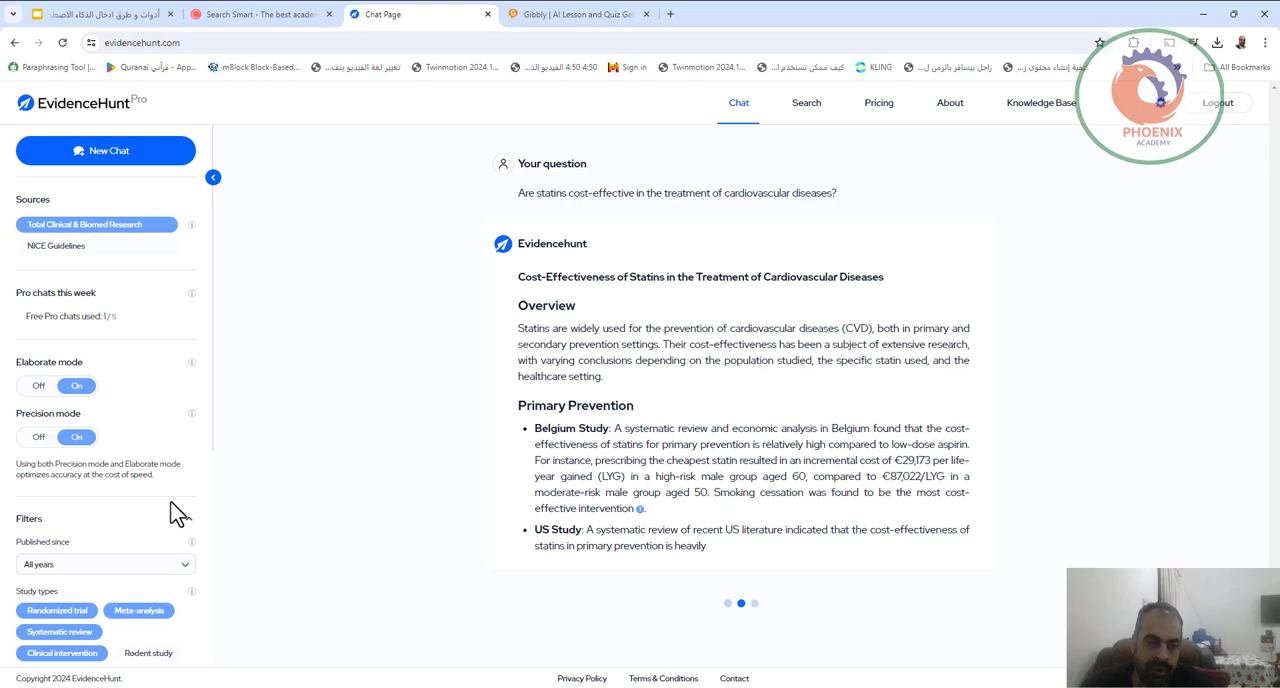 أدوات و طرق ادخال الذكاء الاصط
Search Smart - The best acader
Chat Page
Gibbly | AI Lesson and Quiz Ge
evidencehunt.com
Paraphrasing Tool |...
Quranai قرآني - App...
mBlock Block-Based...
تغيير لغة الفيديو بنف...
Twinmotion 2024.1...
4:50 4:50 الفيديو الذ...
Sign in
Twinmotion 2024.1...
كيف ممكن تستخدم ا...
KLING
راجل بيسافر بالزمن ل...
كيفية إنشاء محتوى ر...
All Bookmarks
EvidenceHunt Pro
Chat
Search
Pricing
About
Knowledge Base
Logout
PHOENIX
ACADEMY
New Chat
Sources
Total Clinical & Biomed Research
NICE Guidelines
Pro chats this week
Free Pro chats used: 1/5
Elaborate mode
Off On
Precision mode
Off On
Using both Precision mode and Elaborate mode
optimizes accuracy at the cost of speed.
Filters
Published since
All years
Study types
Randomized trial Meta-analysis
Systematic review
Clinical intervention Rodent study
Your question
Are statins cost-effective in the treatment of cardiovascular diseases?
Evidencehunt
Cost-Effectiveness of Statins in the Treatment of Cardiovascular Diseases
Overview
Statins are widely used for the prevention of cardiovascular diseases (CVD), both in primary and
secondary prevention settings. Their cost-effectiveness has been a subject of extensive research,
with varying conclusions depending on the population studied, the specific statin used, and the
healthcare setting.
Primary Prevention
• Belgium Study: A systematic review and economic analysis in Belgium found that the cost-
effectiveness of statins for primary prevention is relatively high compared to low-dose aspirin.
For instance, prescribing the cheapest statin resulted in an incremental cost of €29,173 per life-
year gained (LYG) in a high-risk male group aged 60, compared to €87,022/LYG in a
moderate-risk male group aged 50. Smoking cessation was found to be the most cost-
effective intervention
• US Study: A systematic review of recent US literature indicated that the cost-effectiveness of
statins in primary prevention is heavily
Copyright 2024 EvidenceHunt.
Privacy Policy
Terms & Conditions
Contact